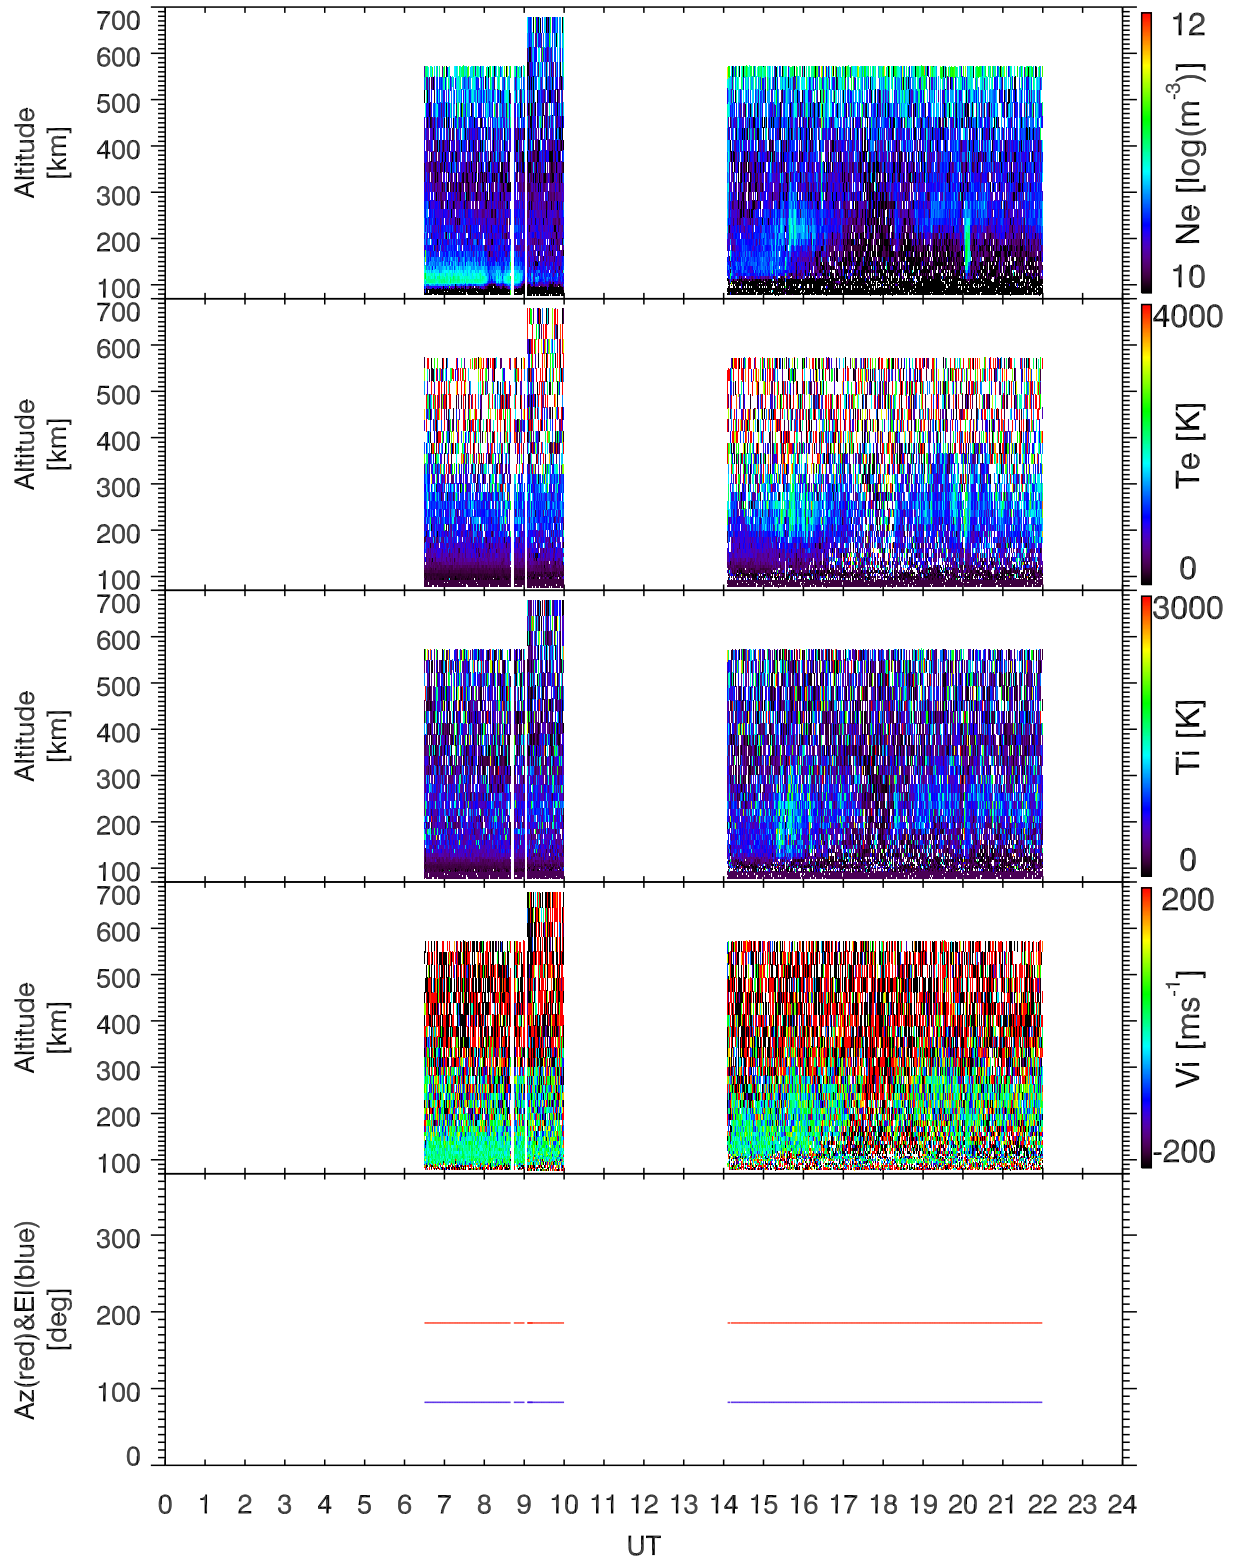 700
600
500
400
300
200
100
Altitude
[km]
12
Ne [log(m⁻³)]
10
700
600
500
400
300
200
100
Altitude
[km]
4000
Te [K]
0
700
600
500
400
300
200
100
Altitude
[km]
3000
Ti [K]
0
700
600
500
400
300
200
100
Altitude
[km]
200
Vi [ms⁻¹]
-200
300
200
100
0
Az(red)&El(blue)
[deg]
0 1 2 3 4 5 6 7 8 9 10 11 12 13 14 15 16 17 18 19 20 21 22 23 24
UT